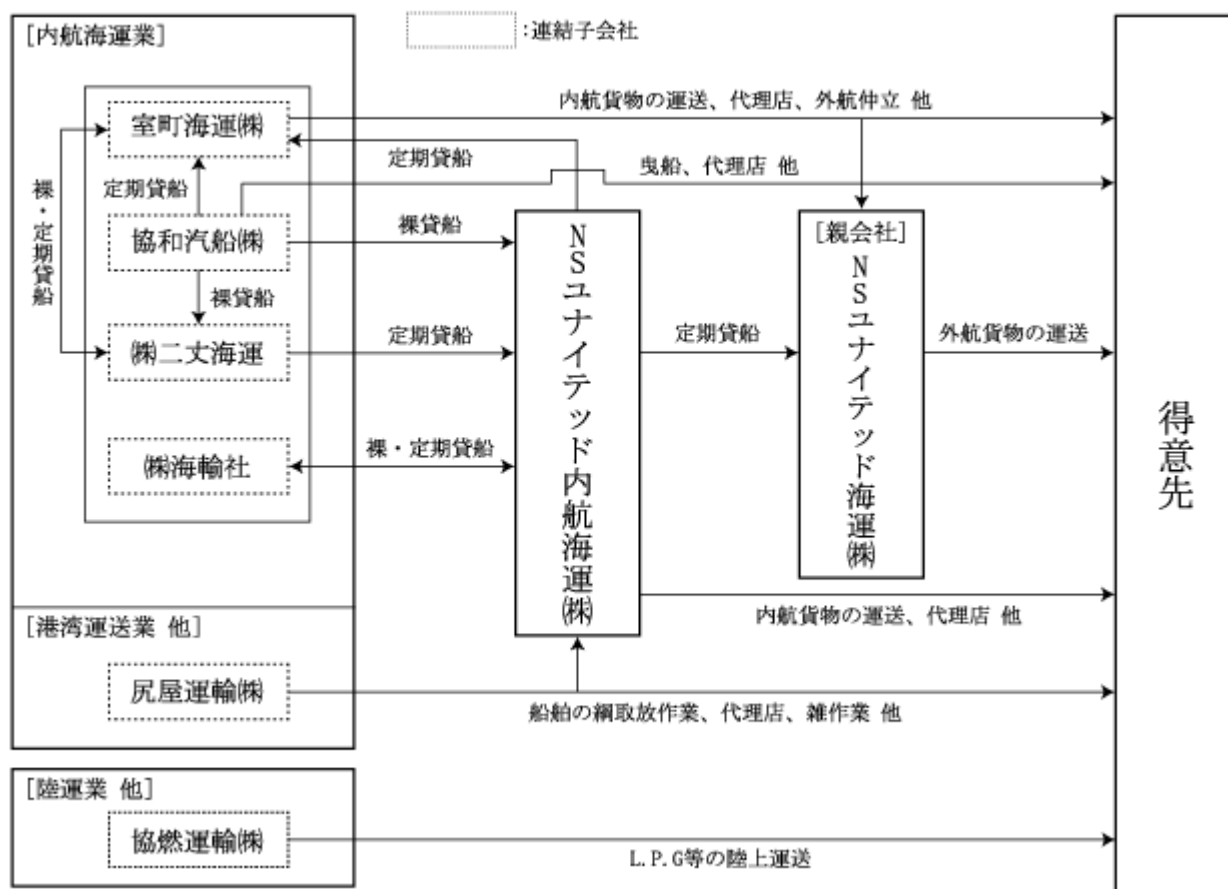 [内航海運業]
:連結子会社
室町海運㈱
内航貨物の運送、代理店、外航仲立 他
定期貸船
曳船、代理店 他
裸・定期貸船
定期貸船
協和汽船㈱
裸貸船
裸貸船
㈱二丈海運
定期貸船
㈱海輸社
裸・定期貸船
NSユナイテッド内航海運㈱
定期貸船
[親会社]
NSユナイテッド海運㈱
外航貨物の運送
得意先
内航貨物の運送、代理店 他
[港湾運送業 他]
尻屋運輸㈱
船舶の綱取放作業、代理店、雑作業 他
[陸運業 他]
協燃運輸㈱
L.P.G等の陸上運送